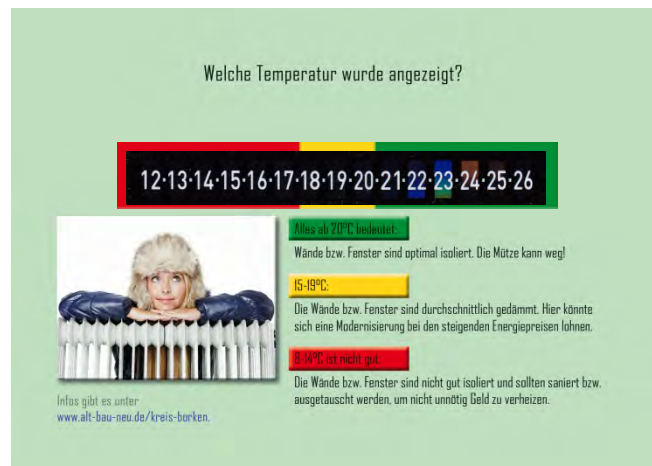 Welche Temperatur wurde angezeigt?
12·13·14·15·16·17·18·19·20·21·22·23·24·25·26
Alles ab 20°C bedeutet:
Wände bzw. Fenster sind optimal isoliert. Die Mütze kann weg!
15-19°C:
Die Wände bzw. Fenster sind durchschnittlich gedämmt. Hier könnte
sich eine Modernisierung bei den steigenden Energiepreisen lohnen.
8-14°C ist nicht gut:
Die Wände bzw. Fenster sind nicht gut isoliert und sollten saniert bzw.
ausgetauscht werden, um nicht unnötig Geld zu verheizen.
Infos gibt es unter
www.alt-bau-neu.de/kreis-borken.